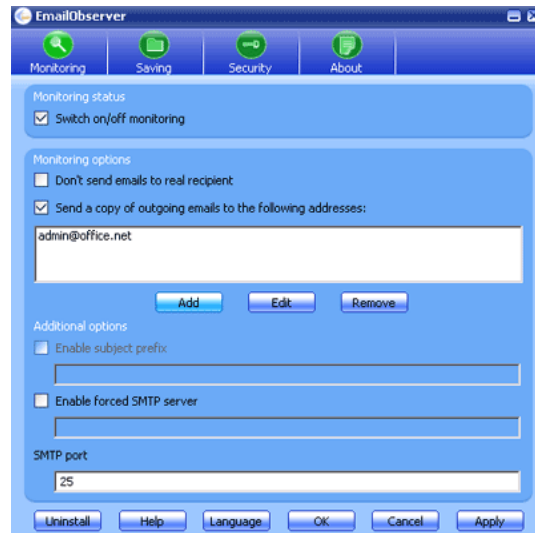 EmailObserver
Monitoring Saving Security About
Monitoring status
Switch on/off monitoring
Monitoring options
Don't send emails to real recipient
Send a copy of outgoing emails to the following addresses:
admin@office.net
Add Edit Remove
Additional options
Enable subject prefix
Enable forced SMTP server
SMTP port
25
Uninstall Help Language OK Cancel Apply